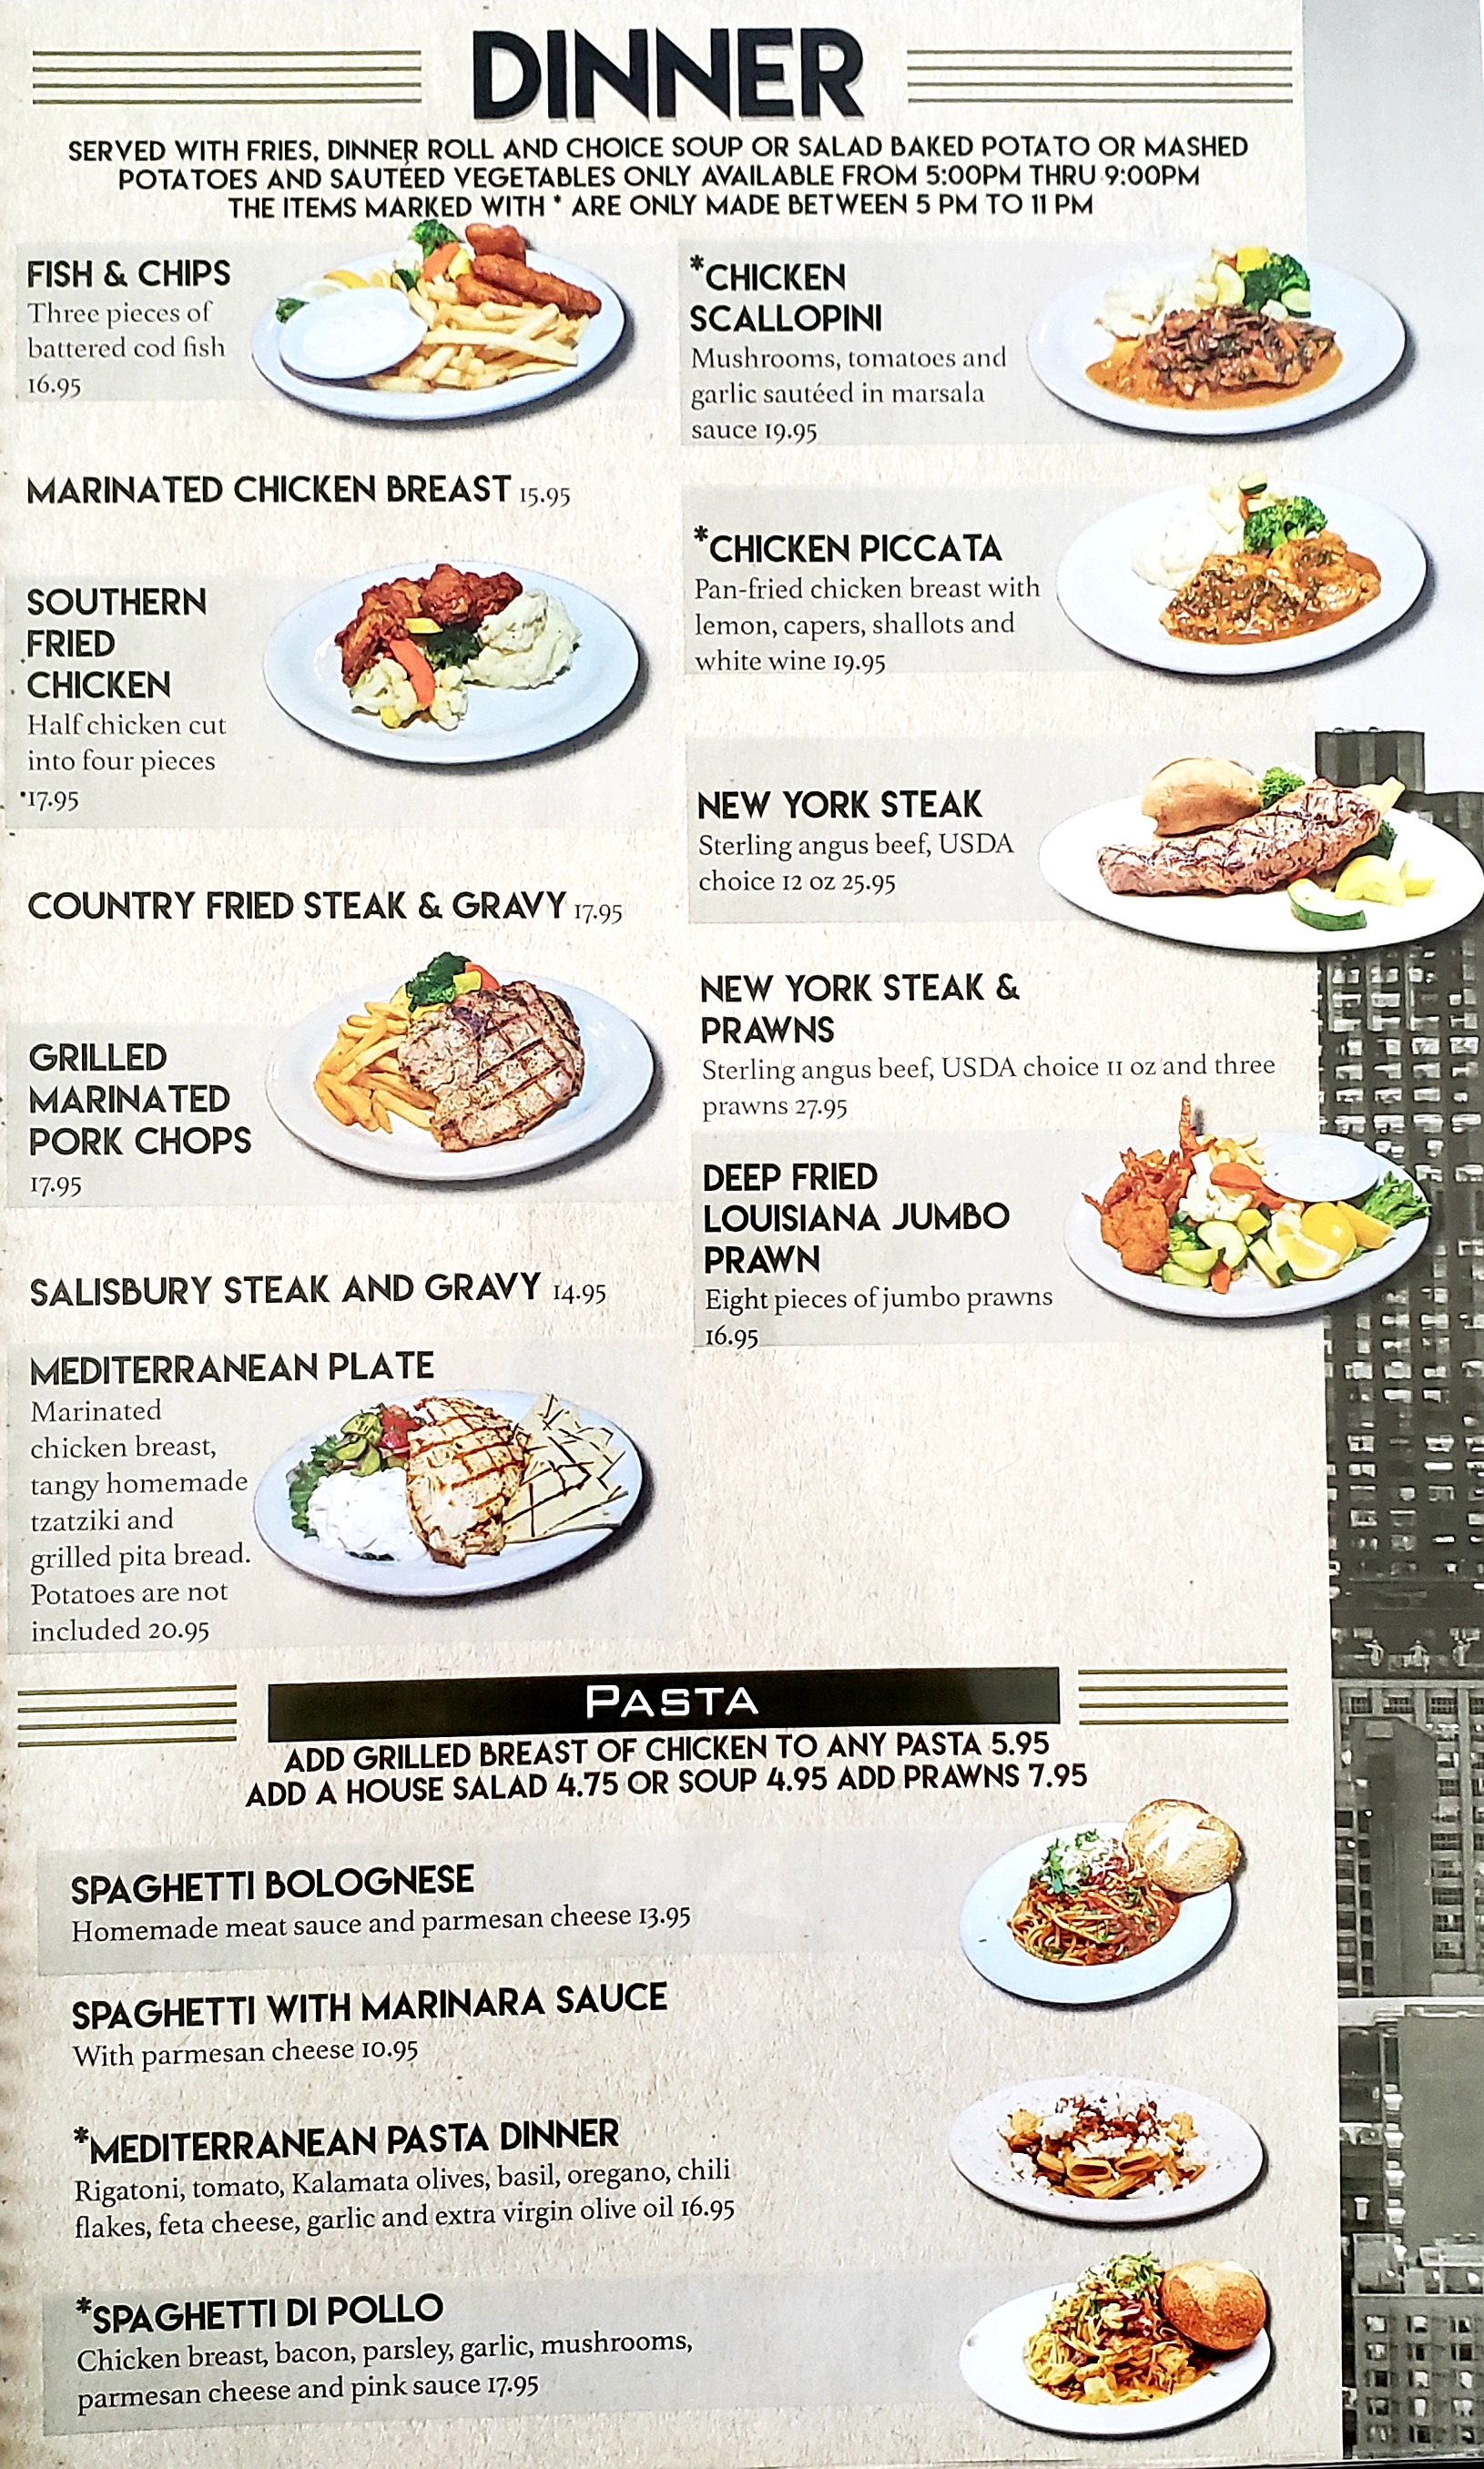 DINNER
SERVED WITH FRIES, DINNER ROLL AND CHOICE SOUP OR SALAD BAKED POTATO OR MASHED
POTATOES AND SAUTÉED VEGETABLES ONLY AVAILABLE FROM 5:00PM THRU 9:00PM
THE ITEMS MARKED WITH * ARE ONLY MADE BETWEEN 5 PM TO 11 PM
FISH & CHIPS
Three pieces of
battered cod fish
16.95
MARINATED CHICKEN BREAST 15.95
SOUTHERN
FRIED
CHICKEN
Half chicken cut
into four pieces
17.95
COUNTRY FRIED STEAK & GRAVY 17.95
GRILLED
MARINATED
PORK CHOPS
17.95
SALISBURY STEAK AND GRAVY 14.95
MEDITERRANEAN PLATE
Marinated
chicken breast,
tangy homemade
tzatziki and
grilled pita bread.
Potatoes are not
included 20.95
*CHICKEN
SCALLOPINI
Mushrooms, tomatoes and
garlic sautéed in marsala
sauce 19.95
*CHICKEN PICCATA
Pan-fried chicken breast with
lemon, capers, shallots and
white wine 19.95
NEW YORK STEAK
Sterling angus beef, USDA
choice 12 oz 25.95
NEW YORK STEAK &
PRAWNS
Sterling angus beef, USDA choice 11 oz and three
prawns 27.95
DEEP FRIED
LOUISIANA JUMBO
PRAWN
Eight pieces of jumbo prawns
16.95
PASTA
ADD GRILLED BREAST OF CHICKEN TO ANY PASTA 5.95
ADD A HOUSE SALAD 4.75 OR SOUP 4.95 ADD PRAWNS 7.95
SPAGHETTI BOLOGNESE
Homemade meat sauce and parmesan cheese 13.95
SPAGHETTI WITH MARINARA SAUCE
With parmesan cheese 10.95
*MEDITERRANEAN PASTA DINNER
Rigatoni, tomato, Kalamata olives, basil, oregano, chili
flakes, feta cheese, garlic and extra virgin olive oil 16.95
*SPAGHETTI DI POLLO
Chicken breast, bacon, parsley, garlic, mushrooms,
parmesan cheese and pink sauce 17.95